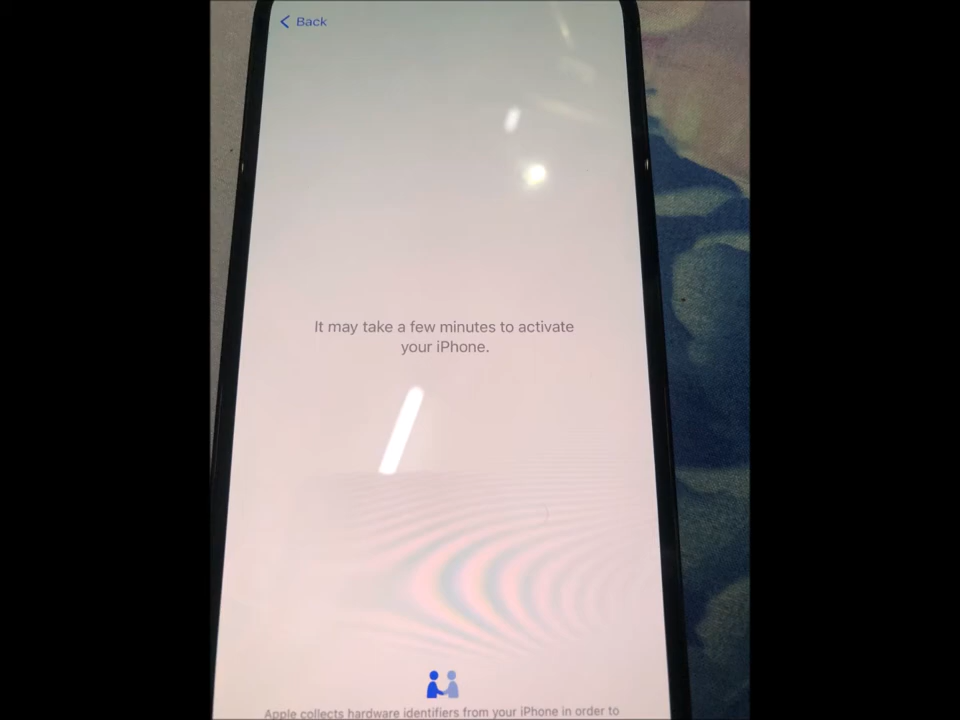 Back
It may take a few minutes to activate
your iPhone.
Apple collects hardware identifiers from your iPhone in order to